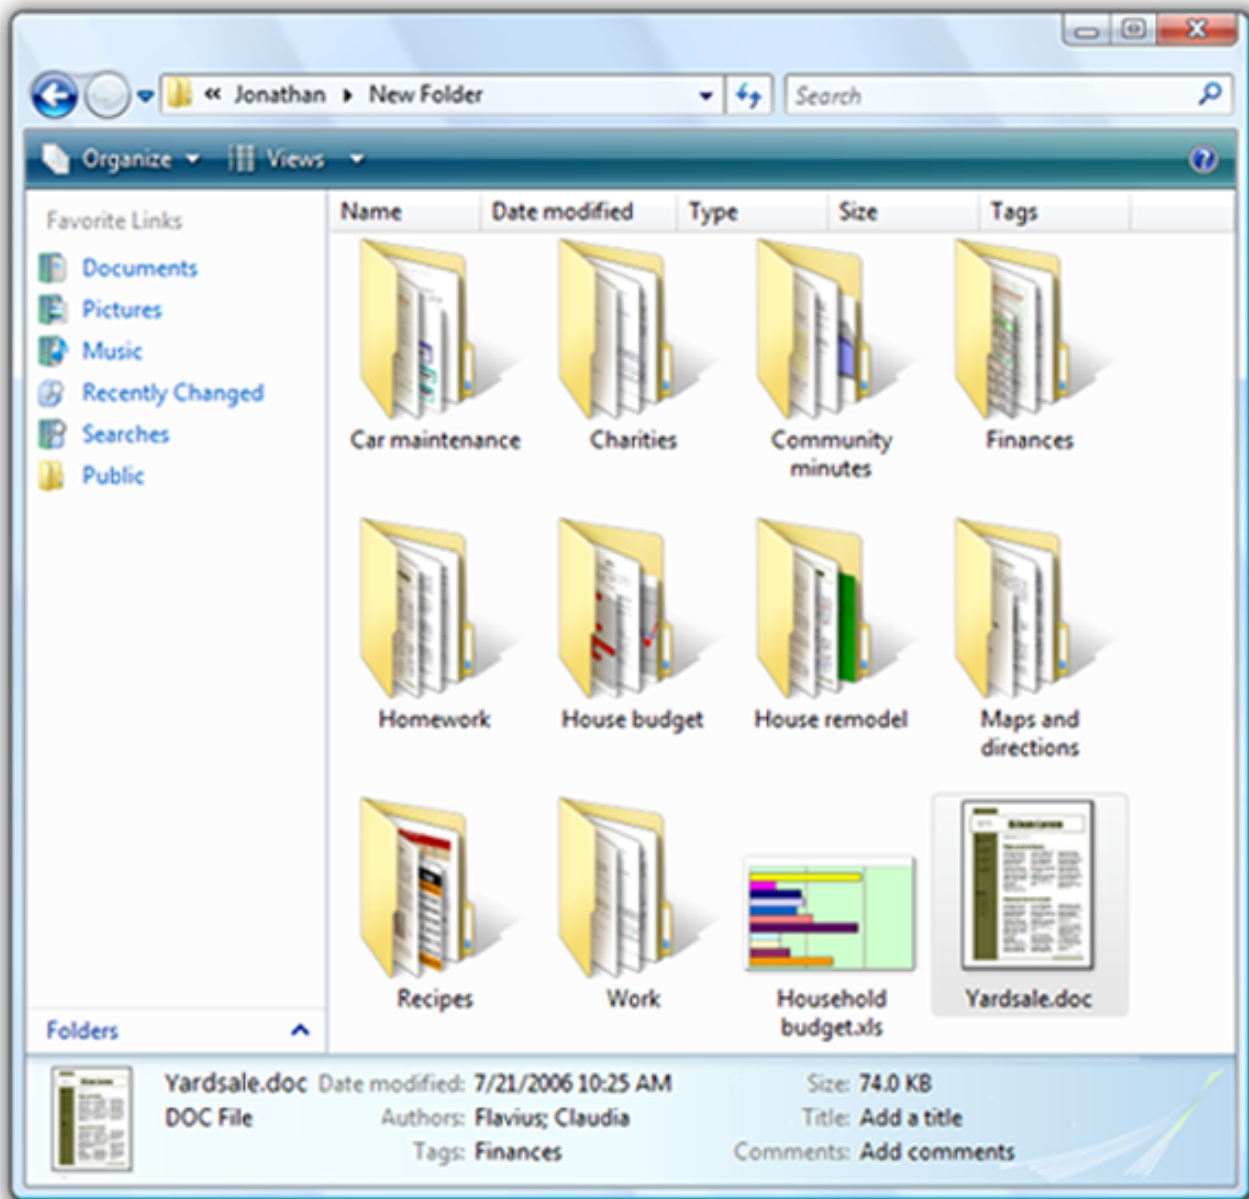 « Jonathan ▸ New Folder
Search
Organize
Views
Favorite Links
Documents
Pictures
Music
Recently Changed
Searches
Public
Folders
Name Date modified Type Size Tags
Car maintenance
Charities
Community
minutes
Finances
Homework
House budget
House remodel
Maps and
directions
Recipes
Work
Household
budget.xls
Yardsale.doc
Yardsale.doc Date modified: 7/21/2006 10:25 AM Size: 74.0 KB
DOC File Authors: Flavius; Claudia Title: Add a title
Tags: Finances Comments: Add comments